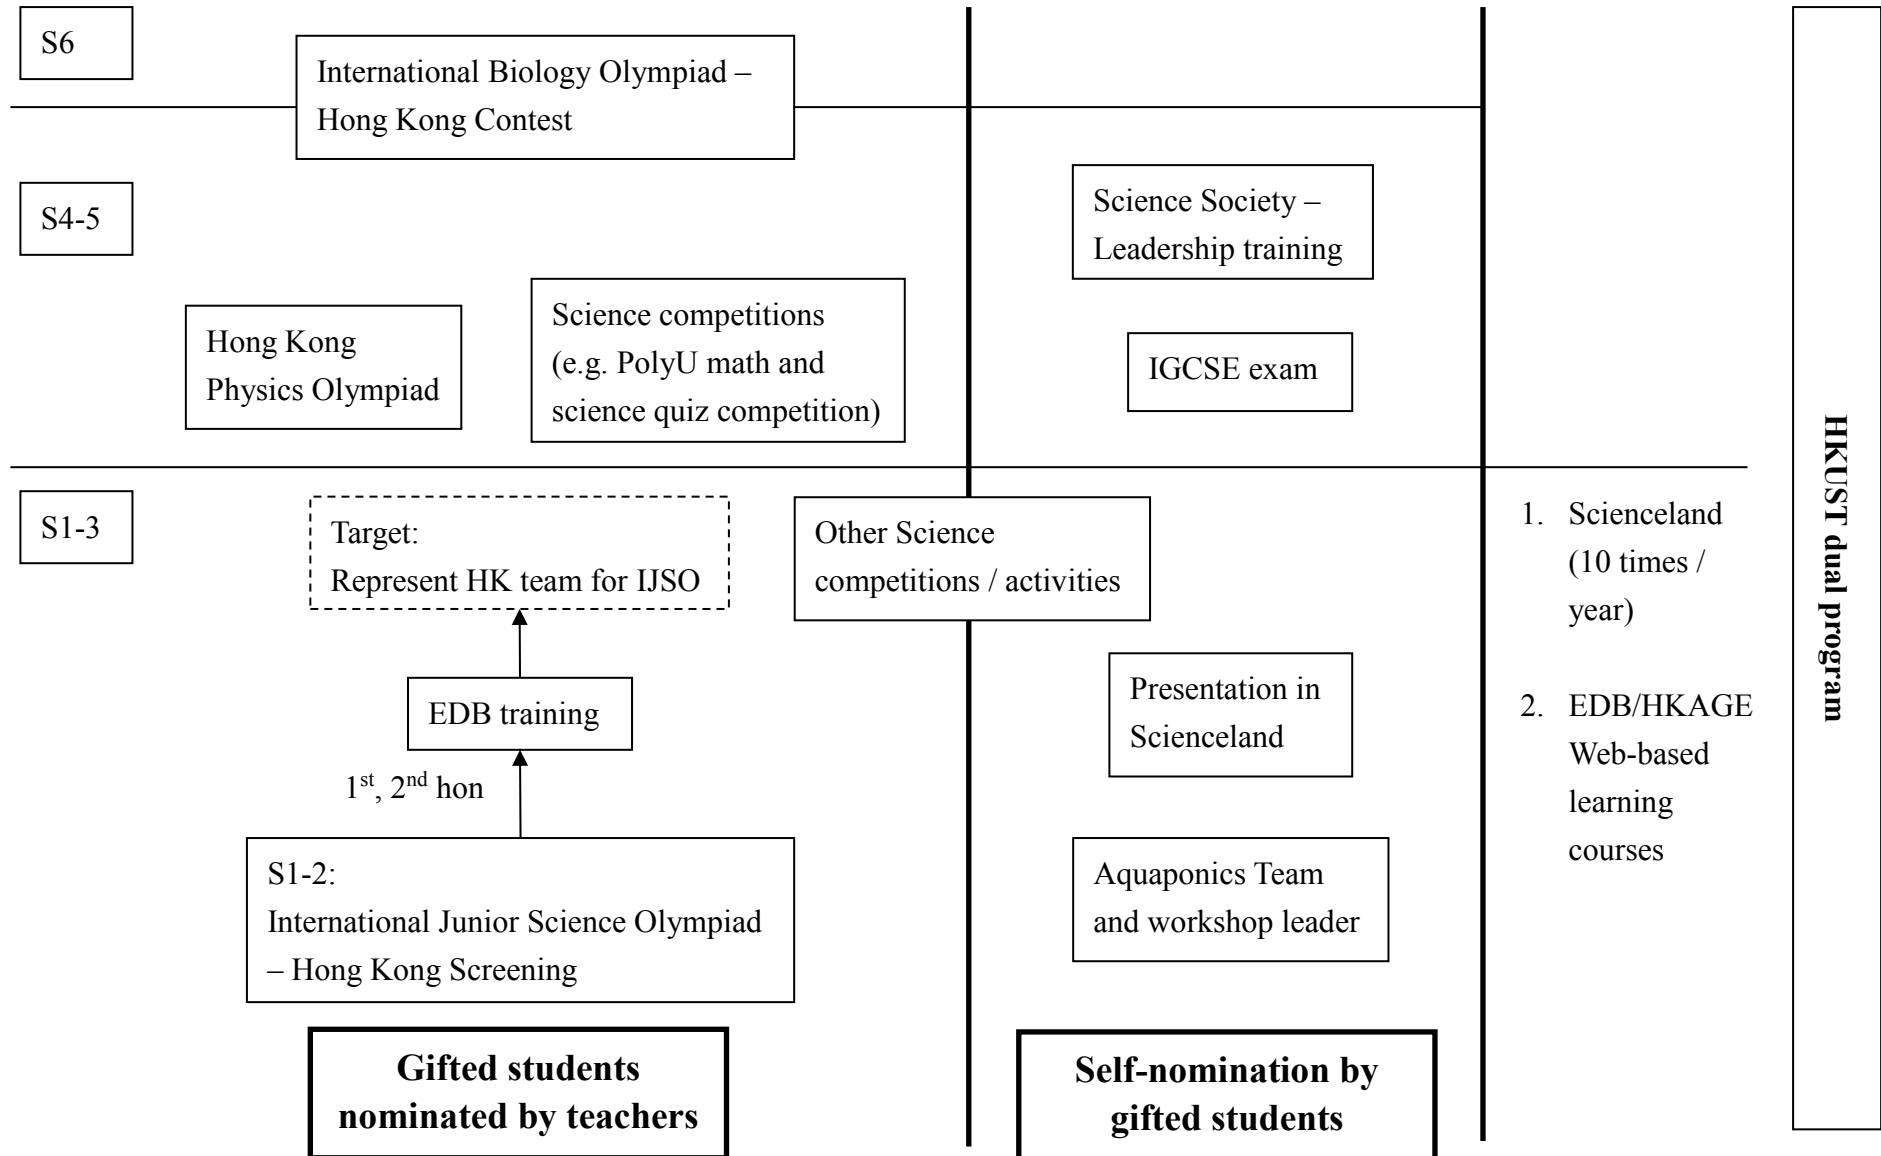 S6
International Biology Olympiad –
Hong Kong Contest
S4-5
Science Society –
Leadership training
Hong Kong
Physics Olympiad
Science competitions
(e.g. PolyU math and
science quiz competition)
IGCSE exam
S1-3
Target:
Represent HK team for IJSO
Other Science
competitions / activities
EDB training
1st, 2nd hon
S1-2:
International Junior Science Olympiad
– Hong Kong Screening
Presentation in
Scienceland
Aquaponics Team
and workshop leader
1. Scienceland
(10 times /
year)
2. EDB/HKAGE
Web-based
learning
courses
HKUST dual program
Gifted students
nominated by teachers
Self-nomination by
gifted students